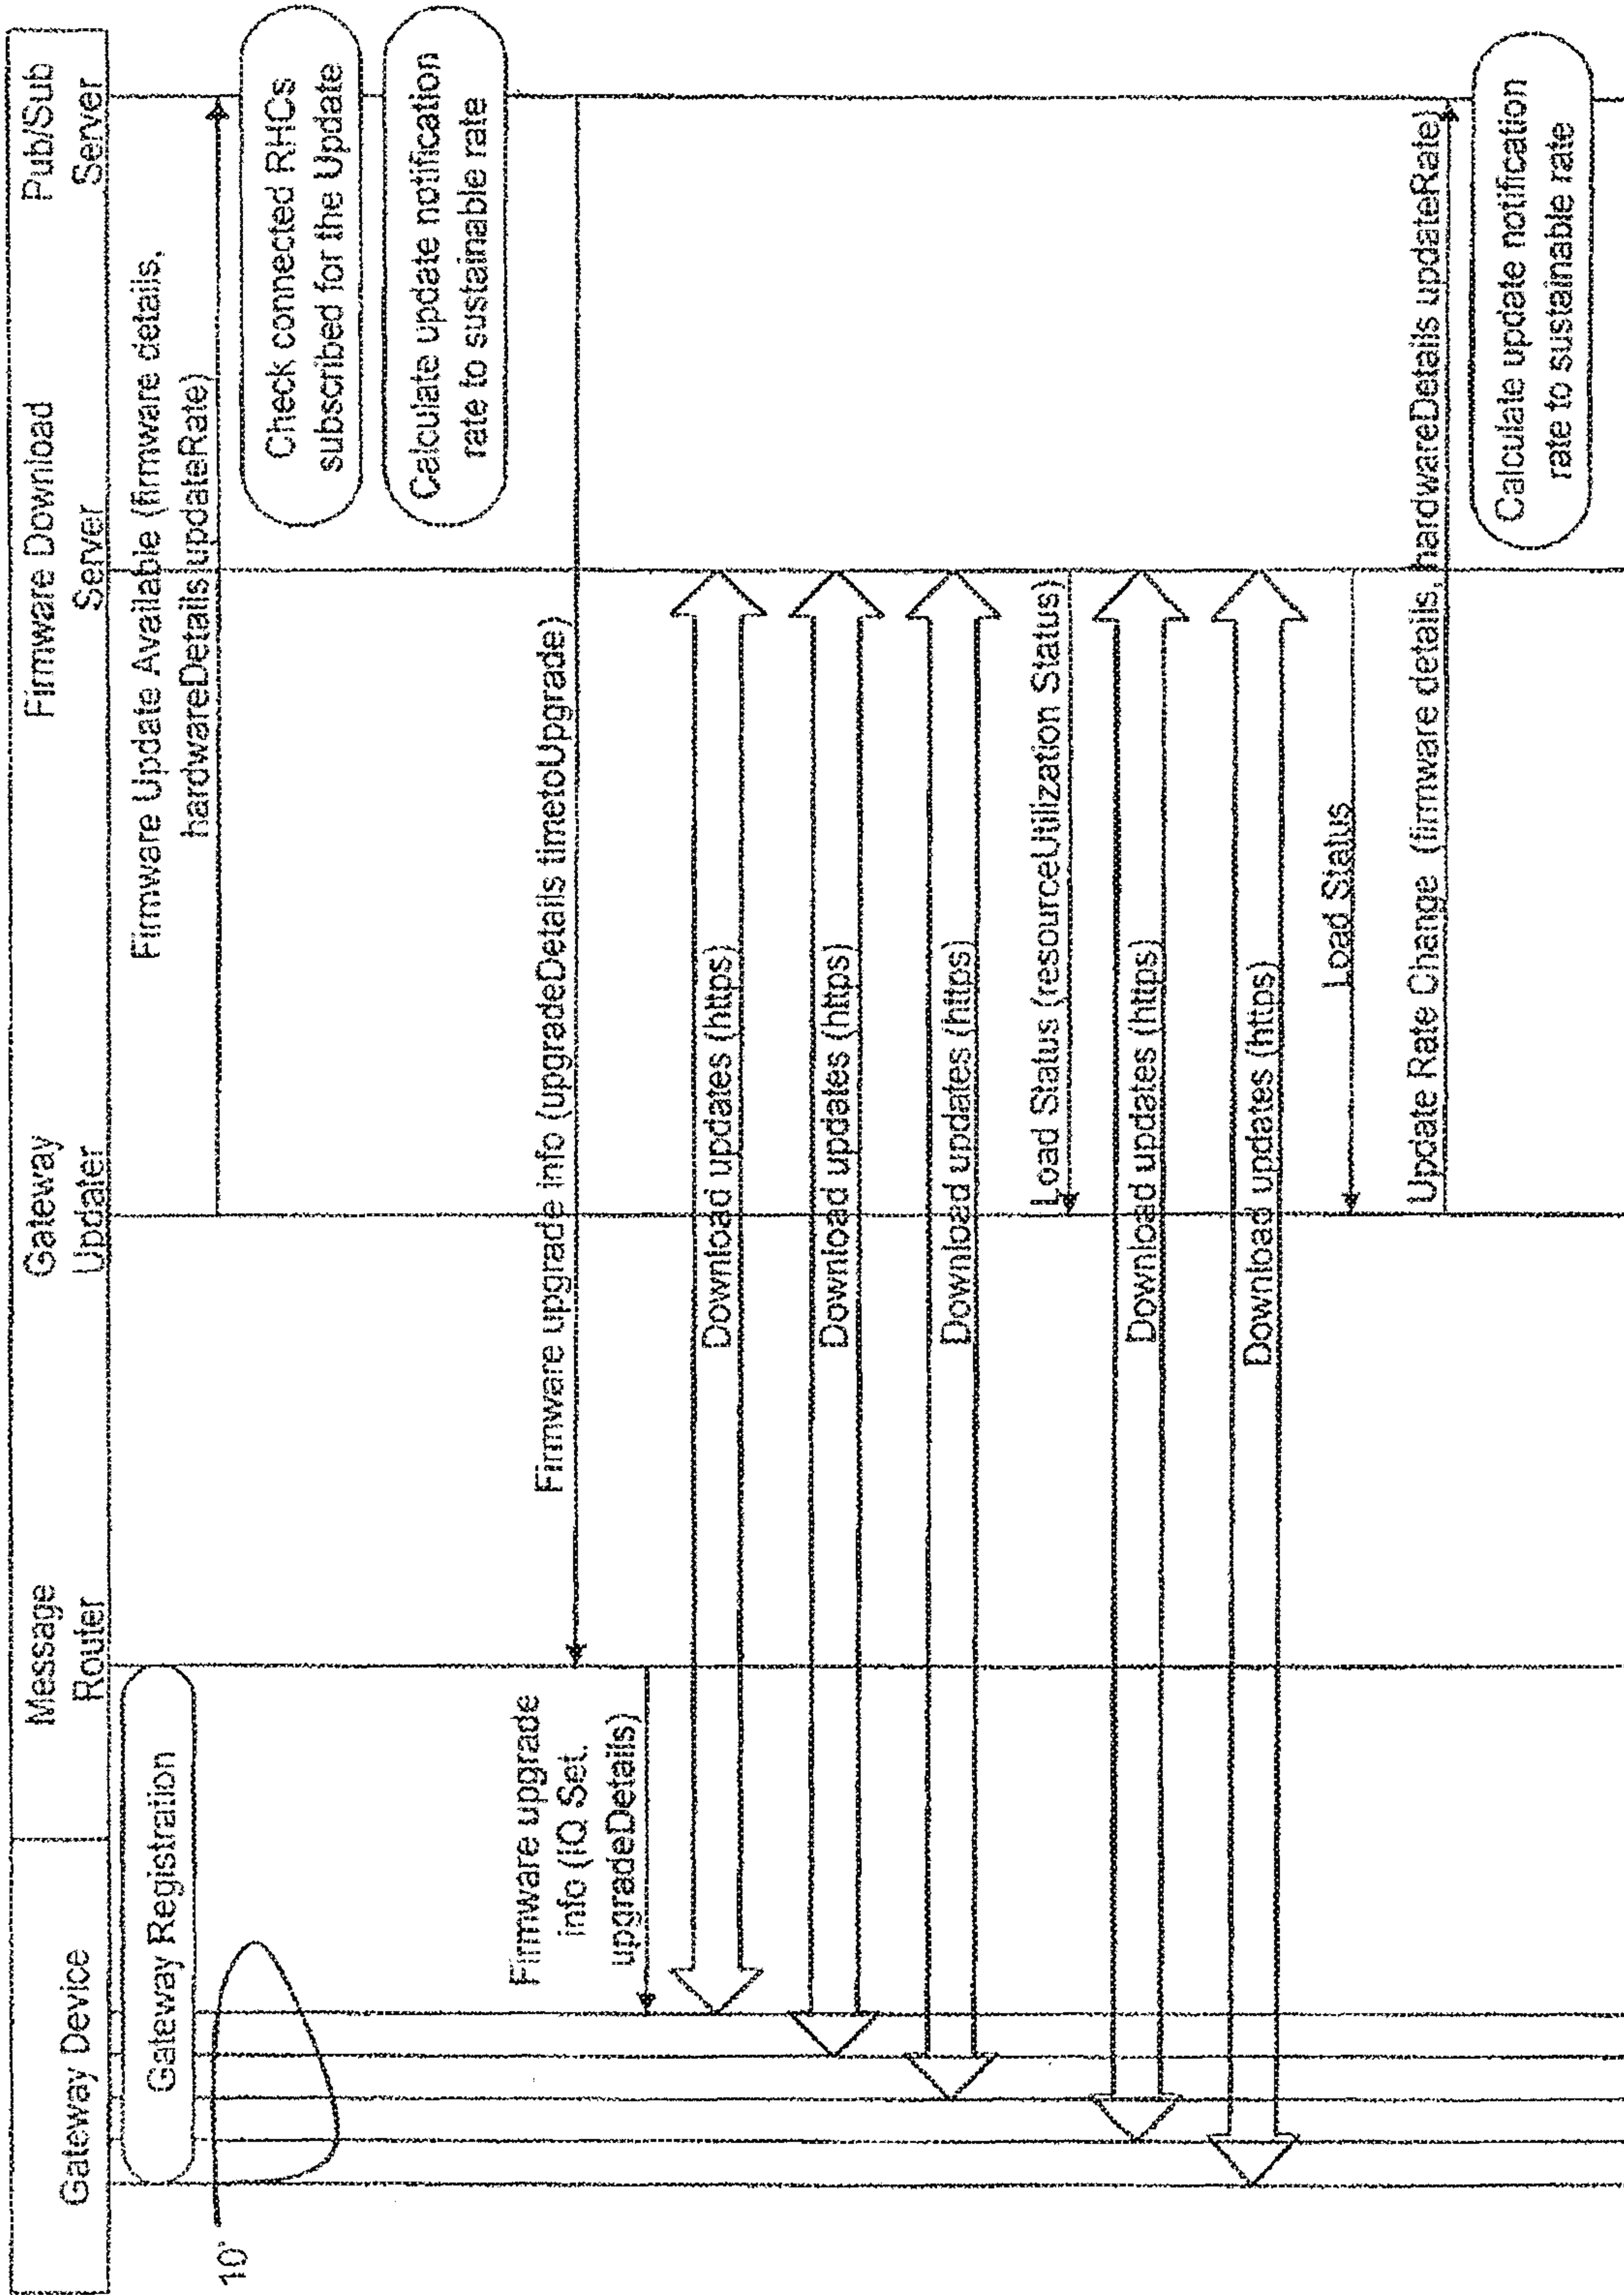 Gateway Device
Message
Router
Gateway
Updater
Firmware Download
Server
Pub/Sub
Server
Gateway Registration
10'
Firmware Update Available (firmware details,
hardwareDetails updateRate)
Check connected RHCs
subscribed for the Update
Calculate update notification
rate to sustainable rate
Firmware upgrade info (upgradeDetails timetoUpgrade)
Firmware upgrade
info (IQ Set.
upgradeDetails)
Download updates (https)
Download updates (https)
Download updates (https)
Load Status (resourceUtilization Status)
Download updates (https)
Download updates (https)
Load Status
Update Rate Change (firmware details, hardwareDetails updateRate)
Calculate update notification
rate to sustainable rate